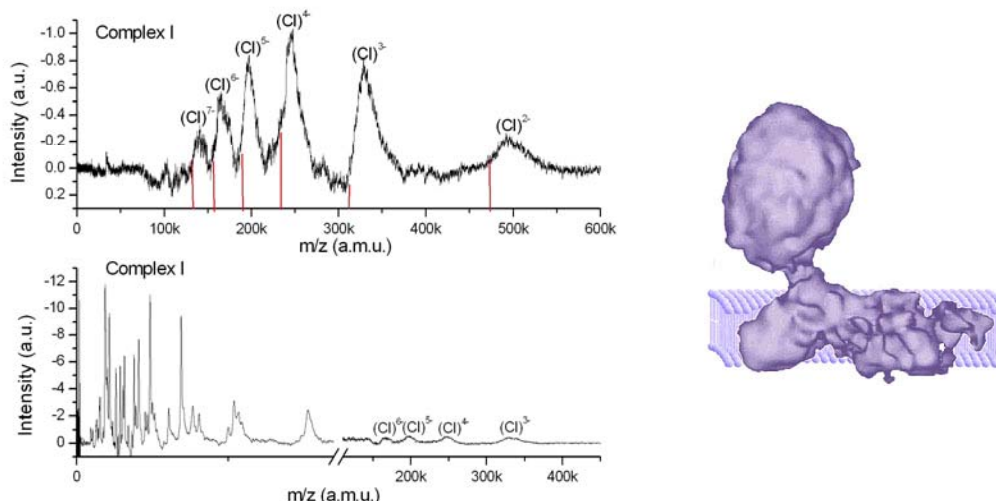 Complex I
Intensity (a.u.)
-1.0
-0.8
-0.6
-0.4
-0.2
0.0
0.2
(CI)⁷⁻
(CI)⁶⁻
(CI)⁵⁻
(CI)⁴⁻
(CI)³⁻
(CI)²⁻
0 100k 200k 300k 400k 500k 600k
m/z (a.m.u.)
Complex I
Intensity (a.u.)
-12
-10
-8
-6
-4
-2
0
(CI)⁶⁻ (CI)⁵⁻ (CI)⁴⁻ (CI)³⁻
0 200k 300k 400k
m/z (a.m.u.)